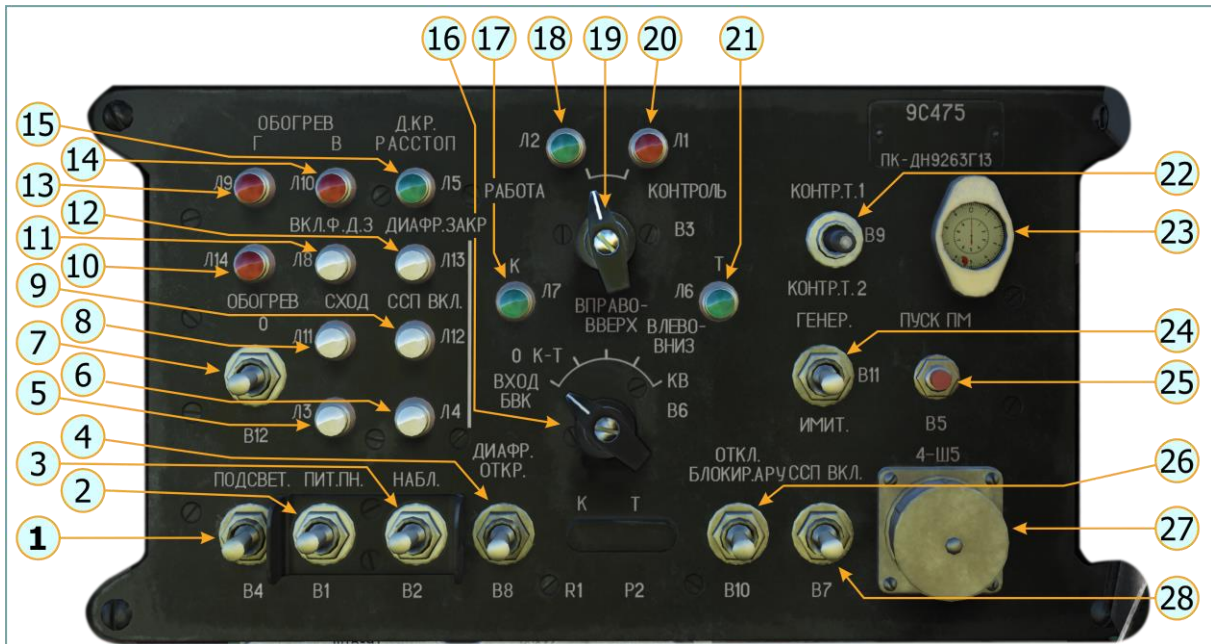 16 17 18 19 20 21
15
14
13
12
11
10
9
8
7
6
5
4
3
2
1
22
23
24
25
26
27
28
ОБОГРЕВ
Г В
Д.КР.
РАССТОП
Л9 Л10 Л5
ВКЛ.Ф.Д.З ДИАФР.ЗАКР
Л14 Л8 Л13
ОБОГРЕВ СХОД ССП ВКЛ.
О
Л11 Л12
Л3 Л4
В12
Л2 Л1
РАБОТА КОНТРОЛЬ
В3
К Т
Л7 Л6
ВПРАВО-
ВВЕРХ
ВЛЕВО-
ВНИЗ
О К-Т
ВХОД
БВК
КВ
В6
9С475
ПК-ДН9263Г13
КОНТР.Т.1
В9
КОНТР.Т.2
ГЕНЕР. ПУСК ПМ
В11
ИМИТ. В5
4-Ш5
ПОДСВЕТ. ПИТ.ПН. НАБЛ.
ДИАФР.
ОТКР.
К Т
ОТКЛ.
БЛОКИР.АРУ ССП ВКЛ.
В4 В1 В2 В8 R1 P2 В10 В7